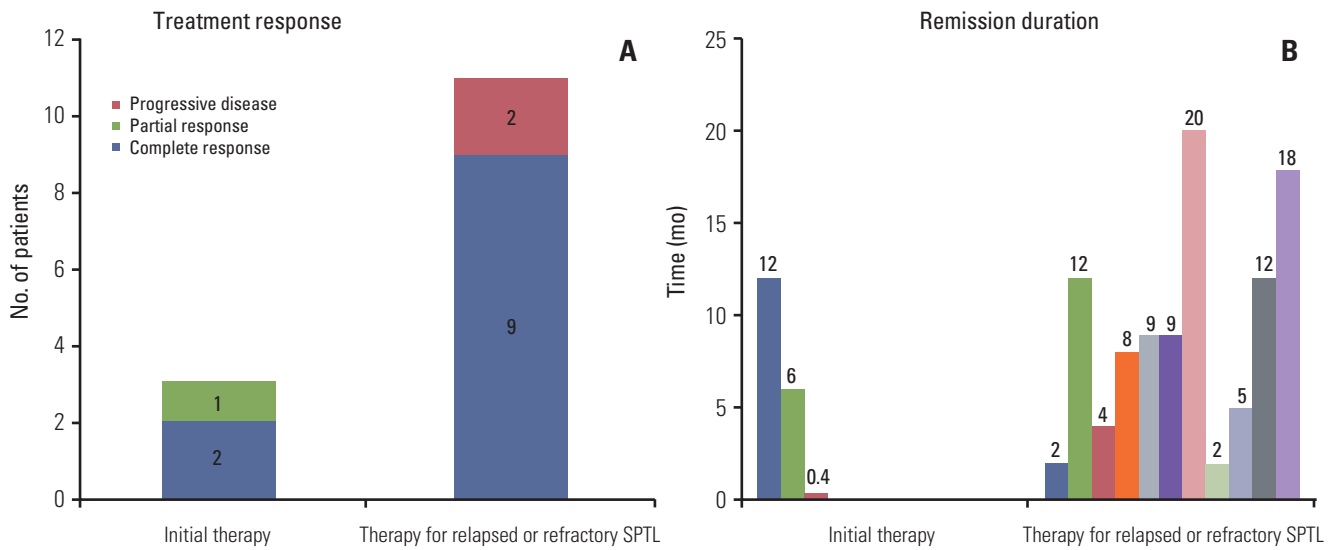 Treatment response
A
12
10
8
6
4
2
0
No. of patients
Progressive disease
Partial response
Complete response
1
2
2
9
Initial therapy
Therapy for relapsed or refractory SPTL
Remission duration
B
25
20
15
10
5
0
Time (mo)
12
6
0.4
2
12
4
8
9
9
20
2
5
12
18
Initial therapy
Therapy for relapsed or refractory SPTL